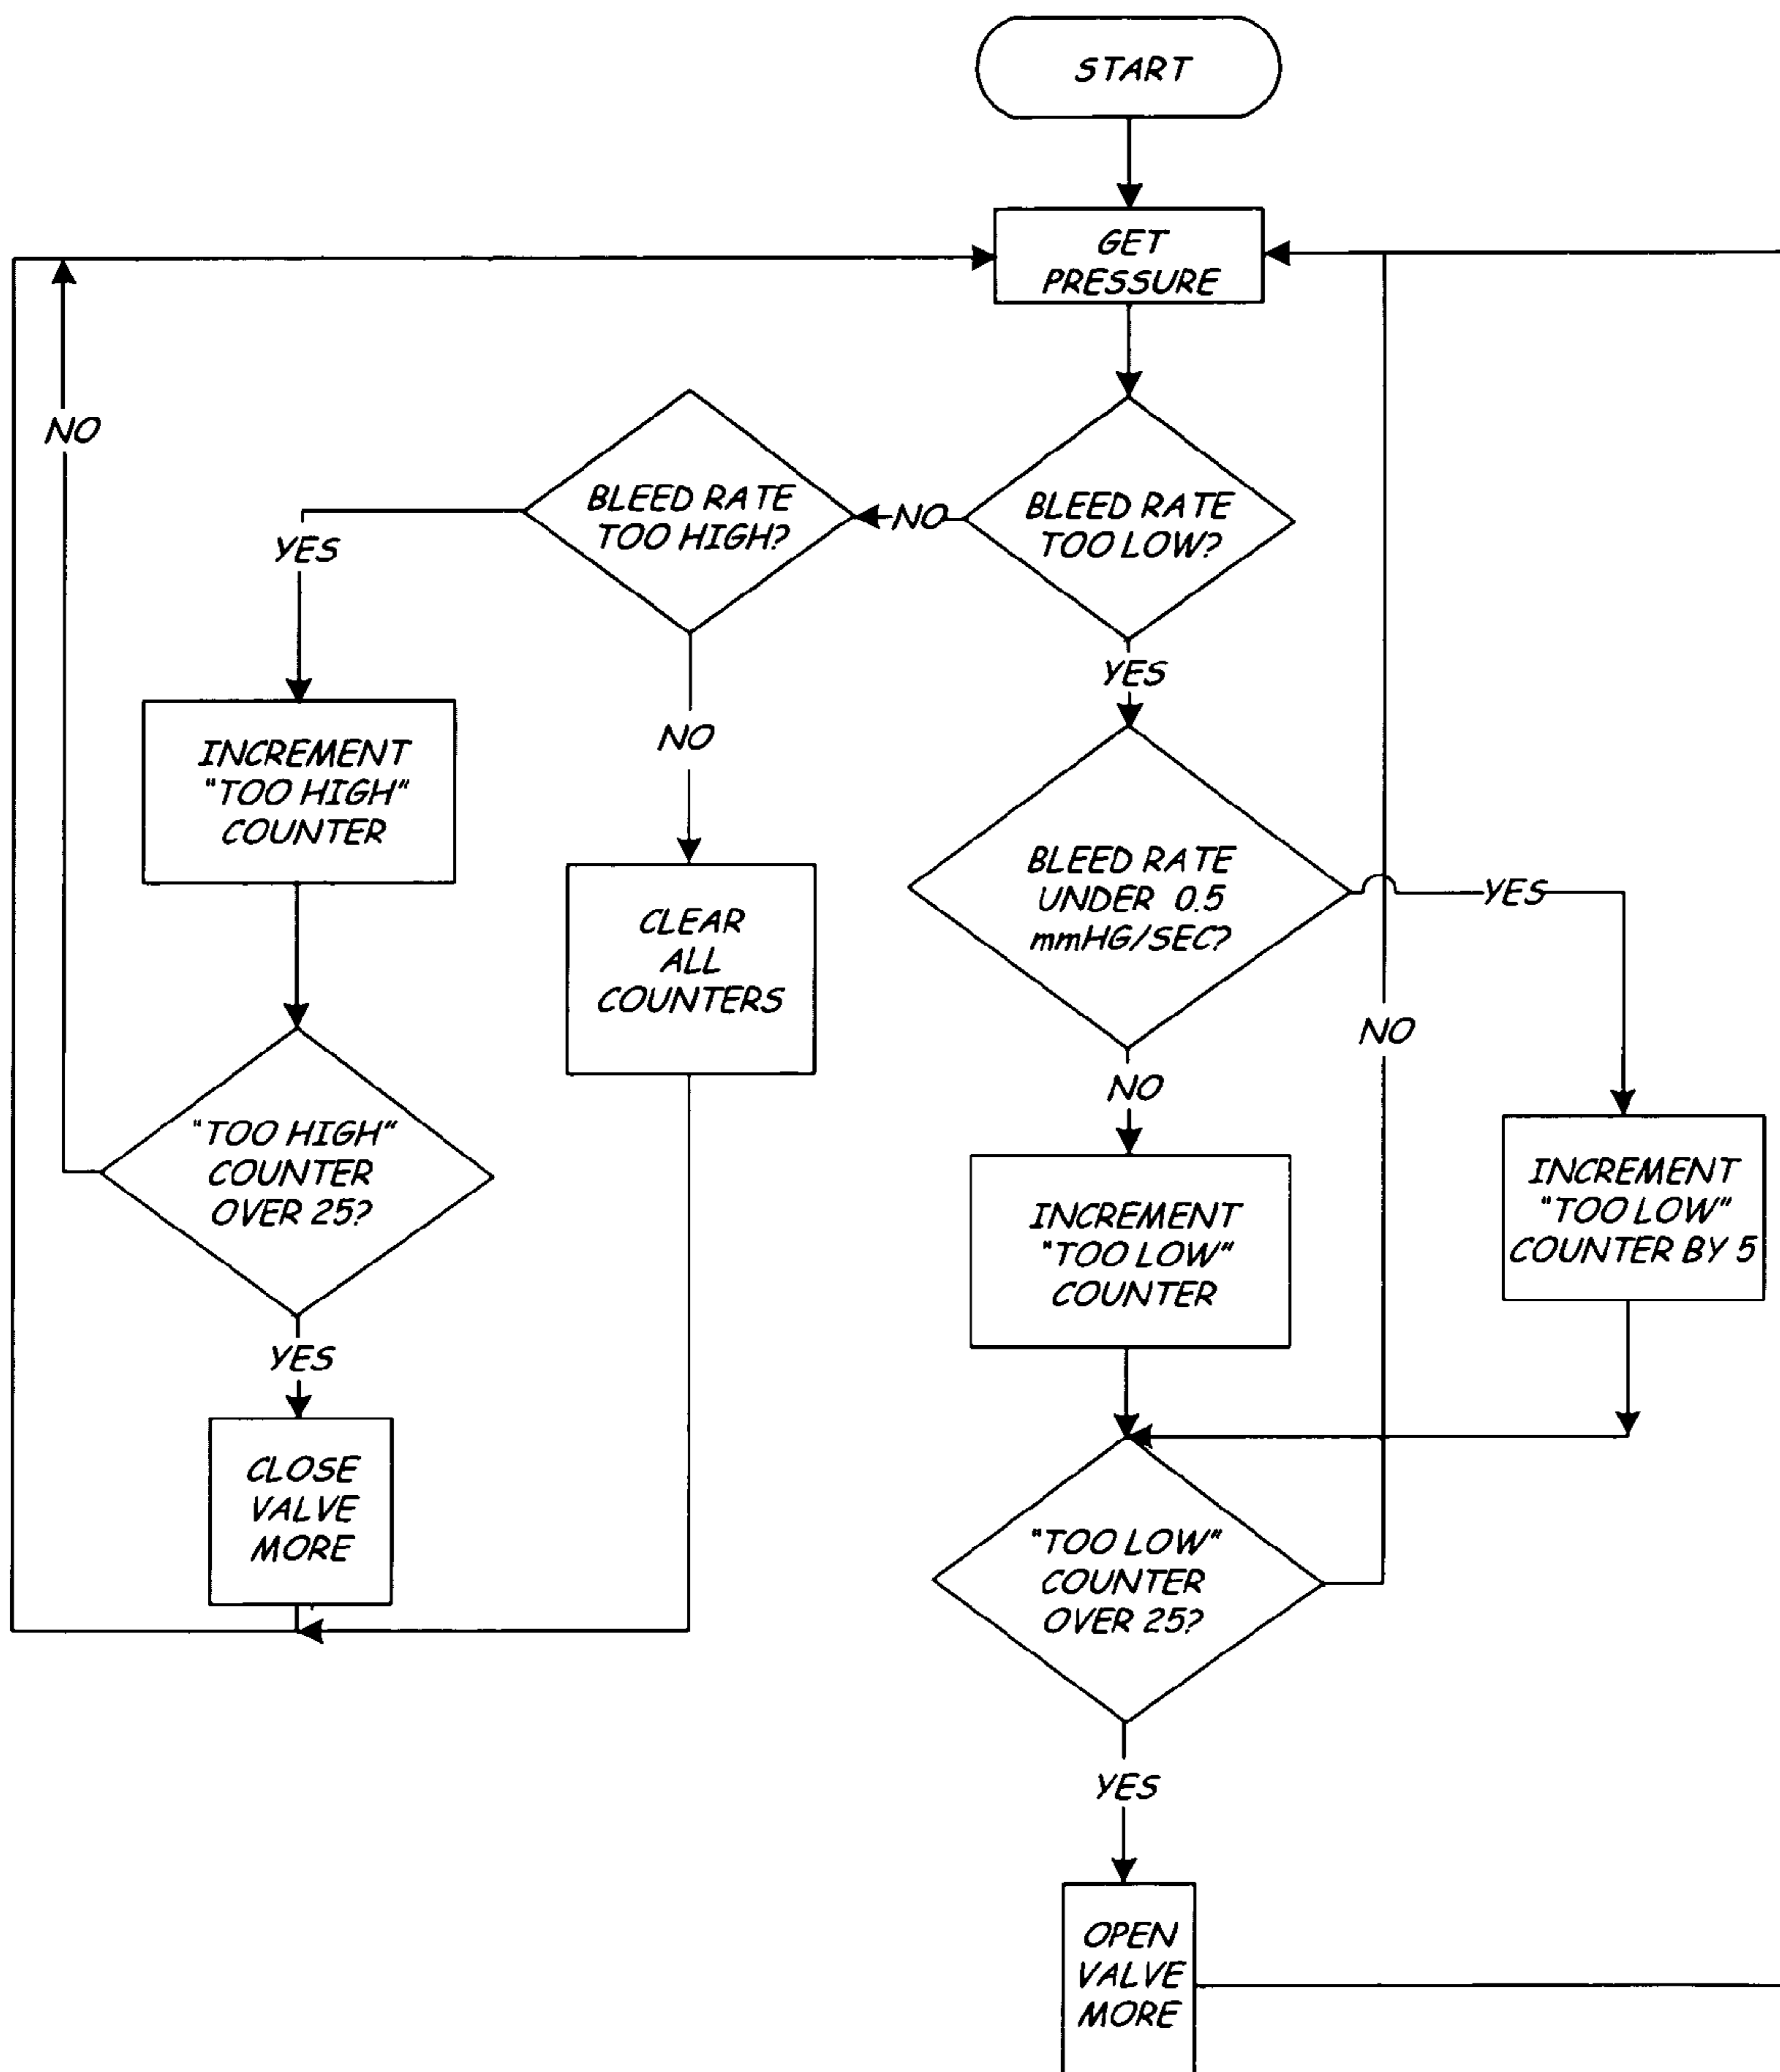 START
GET
PRESSURE
NO
BLEED RATE
TOO HIGH?
NO
BLEED RATE
TOO LOW?
YES
YES
INCREMENT
"TOO HIGH"
COUNTER
NO
CLEAR
ALL
COUNTERS
BLEED RATE
UNDER 0.5
mmHG/SEC?
YES
NO
NO
"TOO HIGH"
COUNTER
OVER 25?
INCREMENT
"TOO LOW"
COUNTER
INCREMENT
"TOO LOW"
COUNTER BY 5
YES
CLOSE
VALVE
MORE
"TOO LOW"
COUNTER
OVER 25?
YES
OPEN
VALVE
MORE